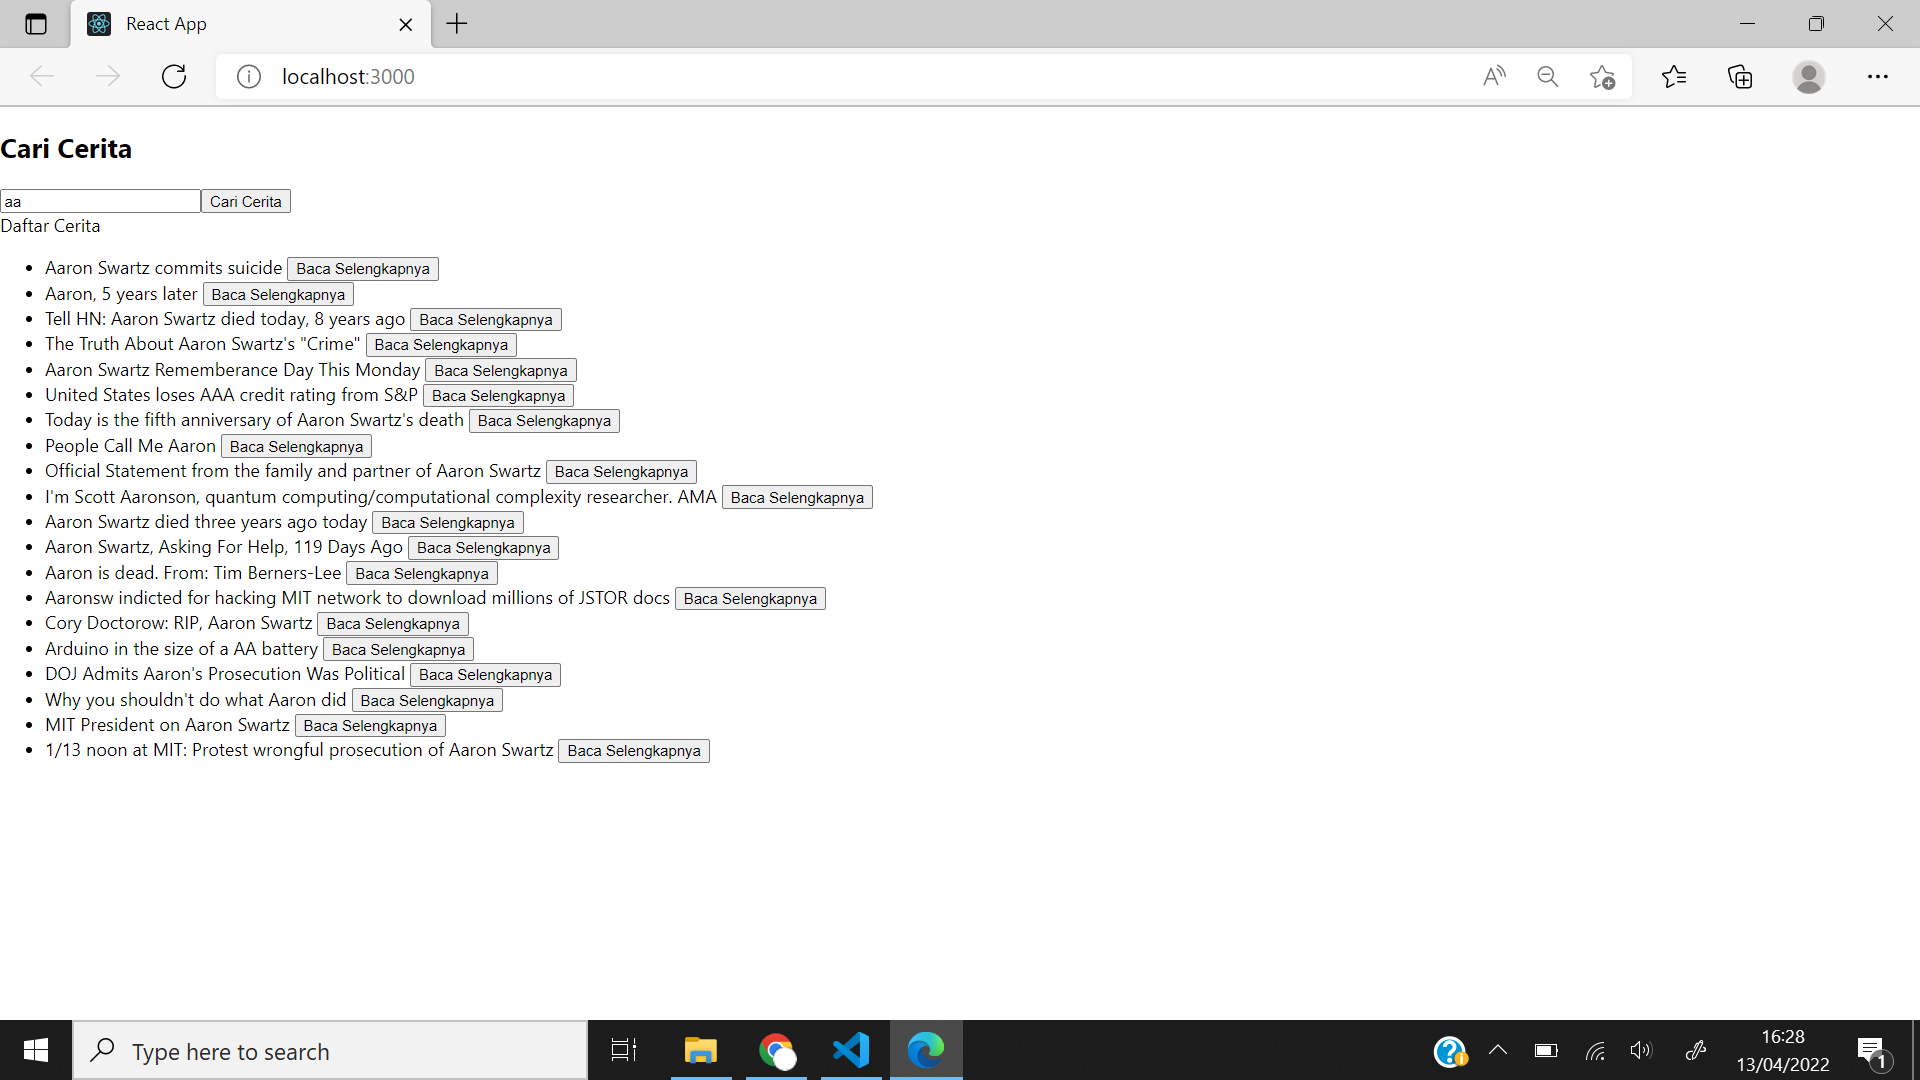 React App
localhost:3000
Cari Cerita
aa Cari Cerita
Daftar Cerita
Aaron Swartz commits suicide Baca Selengkapnya
Aaron, 5 years later Baca Selengkapnya
Tell HN: Aaron Swartz died today, 8 years ago Baca Selengkapnya
The Truth About Aaron Swartz's "Crime" Baca Selengkapnya
Aaron Swartz Rememberance Day This Monday Baca Selengkapnya
United States loses AAA credit rating from S&P Baca Selengkapnya
Today is the fifth anniversary of Aaron Swartz's death Baca Selengkapnya
People Call Me Aaron Baca Selengkapnya
Official Statement from the family and partner of Aaron Swartz Baca Selengkapnya
I'm Scott Aaronson, quantum computing/computational complexity researcher. AMA Baca Selengkapnya
Aaron Swartz died three years ago today Baca Selengkapnya
Aaron Swartz, Asking For Help, 119 Days Ago Baca Selengkapnya
Aaron is dead. From: Tim Berners-Lee Baca Selengkapnya
Aaronsw indicted for hacking MIT network to download millions of JSTOR docs Baca Selengkapnya
Cory Doctorow: RIP, Aaron Swartz Baca Selengkapnya
Arduino in the size of a AA battery Baca Selengkapnya
DOJ Admits Aaron's Prosecution Was Political Baca Selengkapnya
Why you shouldn't do what Aaron did Baca Selengkapnya
MIT President on Aaron Swartz Baca Selengkapnya
1/13 noon at MIT: Protest wrongful prosecution of Aaron Swartz Baca Selengkapnya
Type here to search
16:28
13/04/2022
1